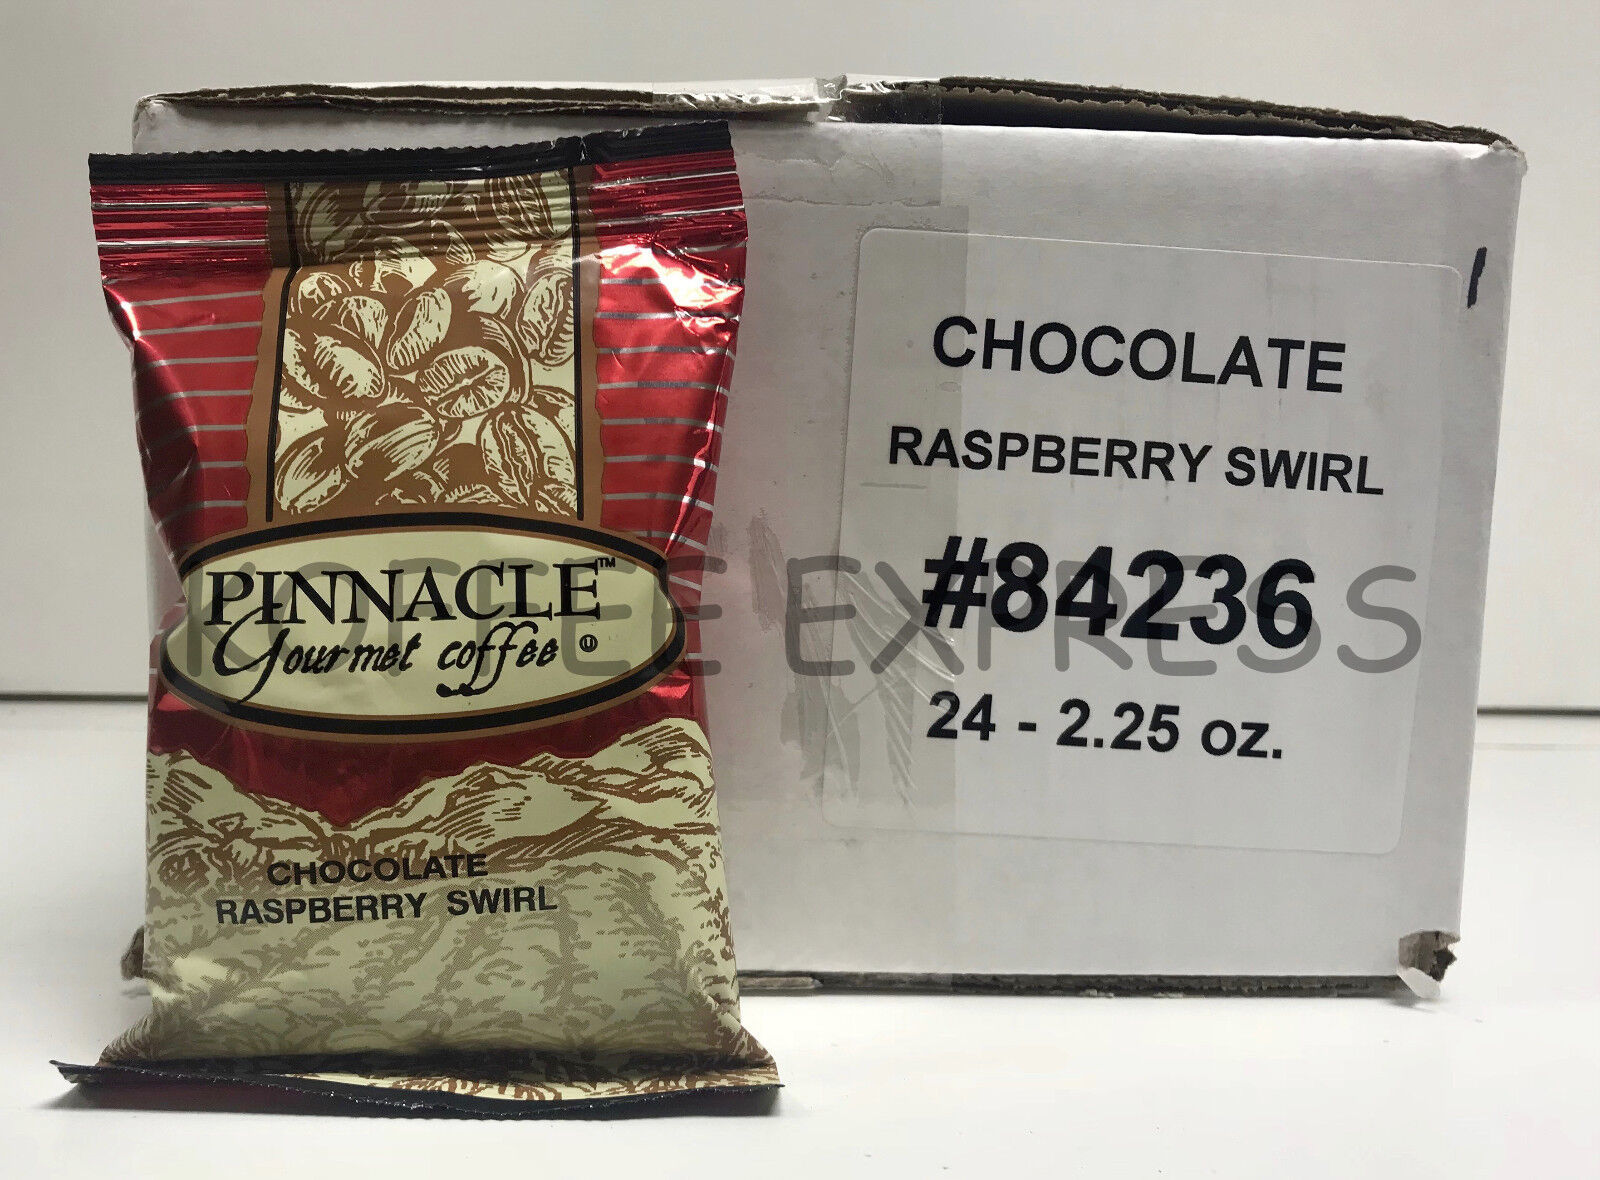 PINNACLE™
Gourmet coffee Ⓤ
CHOCOLATE
RASPBERRY SWIRL
CHOCOLATE
RASPBERRY SWIRL
#84236
24 - 2.25 oz.
KOFFEE EXPRESS